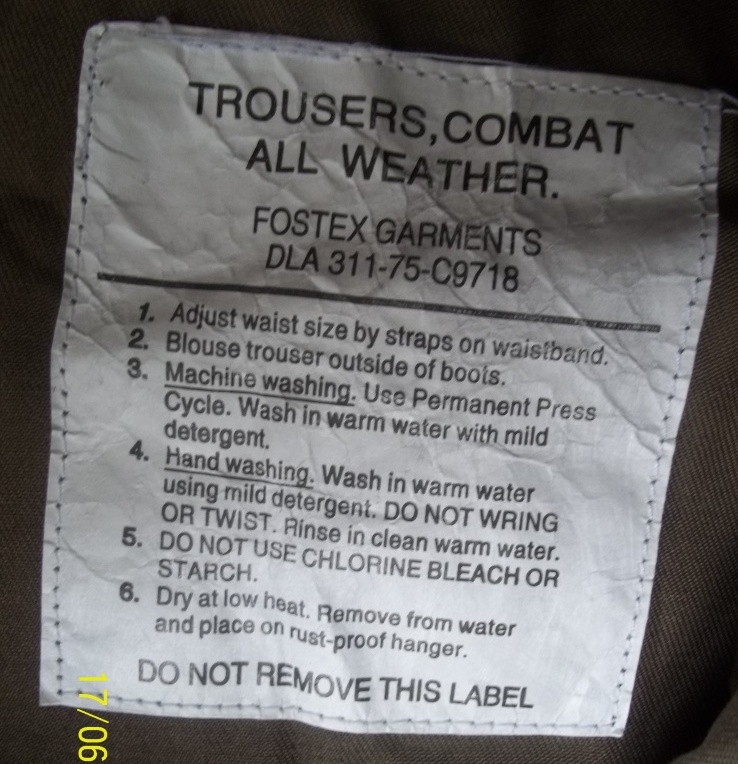 TROUSERS,COMBAT
ALL WEATHER.
FOSTEX GARMENTS
DLA 311-75-C9718
1. Adjust waist size by straps on waistband.
2. Blouse trouser outside of boots.
3. Machine washing. Use Permanent Press
Cycle. Wash in warm water with mild
detergent.
4. Hand washing. Wash in warm water
using mild detergent. DO NOT WRING
OR TWIST. Rinse in clean warm water.
5. DO NOT USE CHLORINE BLEACH OR
STARCH.
6. Dry at low heat. Remove from water
and place on rust-proof hanger.
DO NOT REMOVE THIS LABEL
17/06